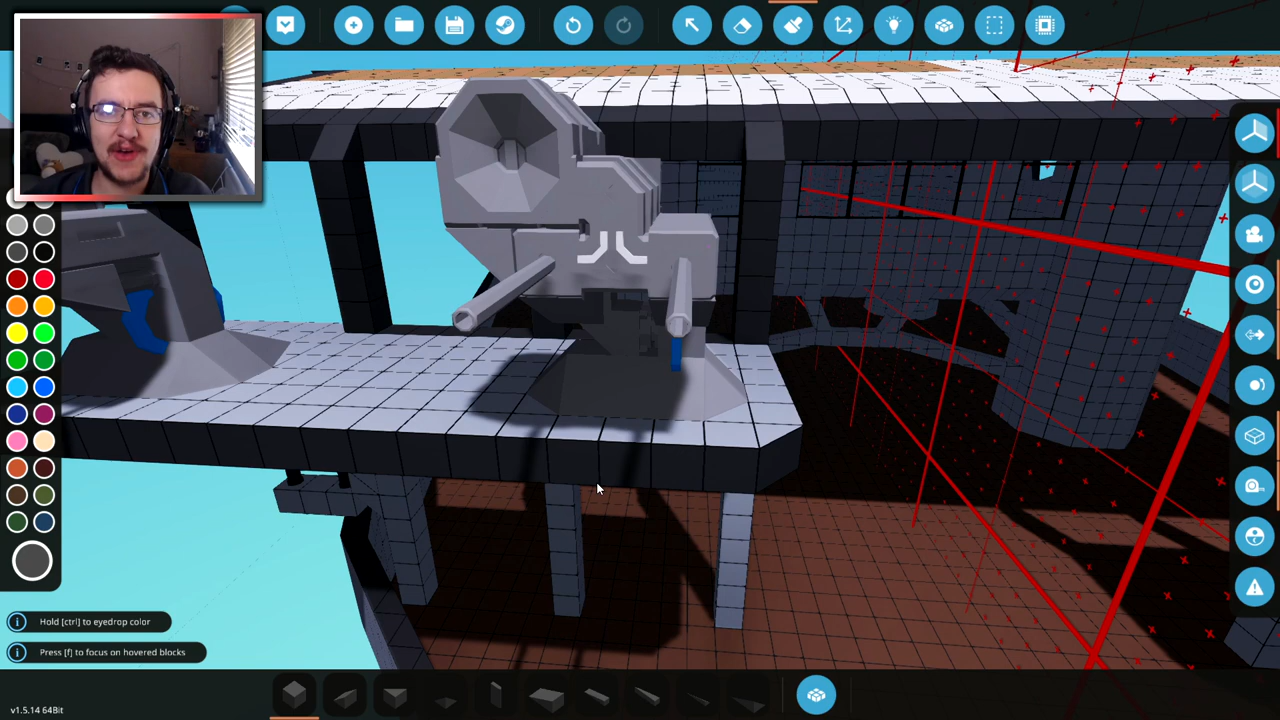 Hold [ctrl] to eyedrop color
Press [f] to focus on hovered blocks
v1.5.14 64Bit